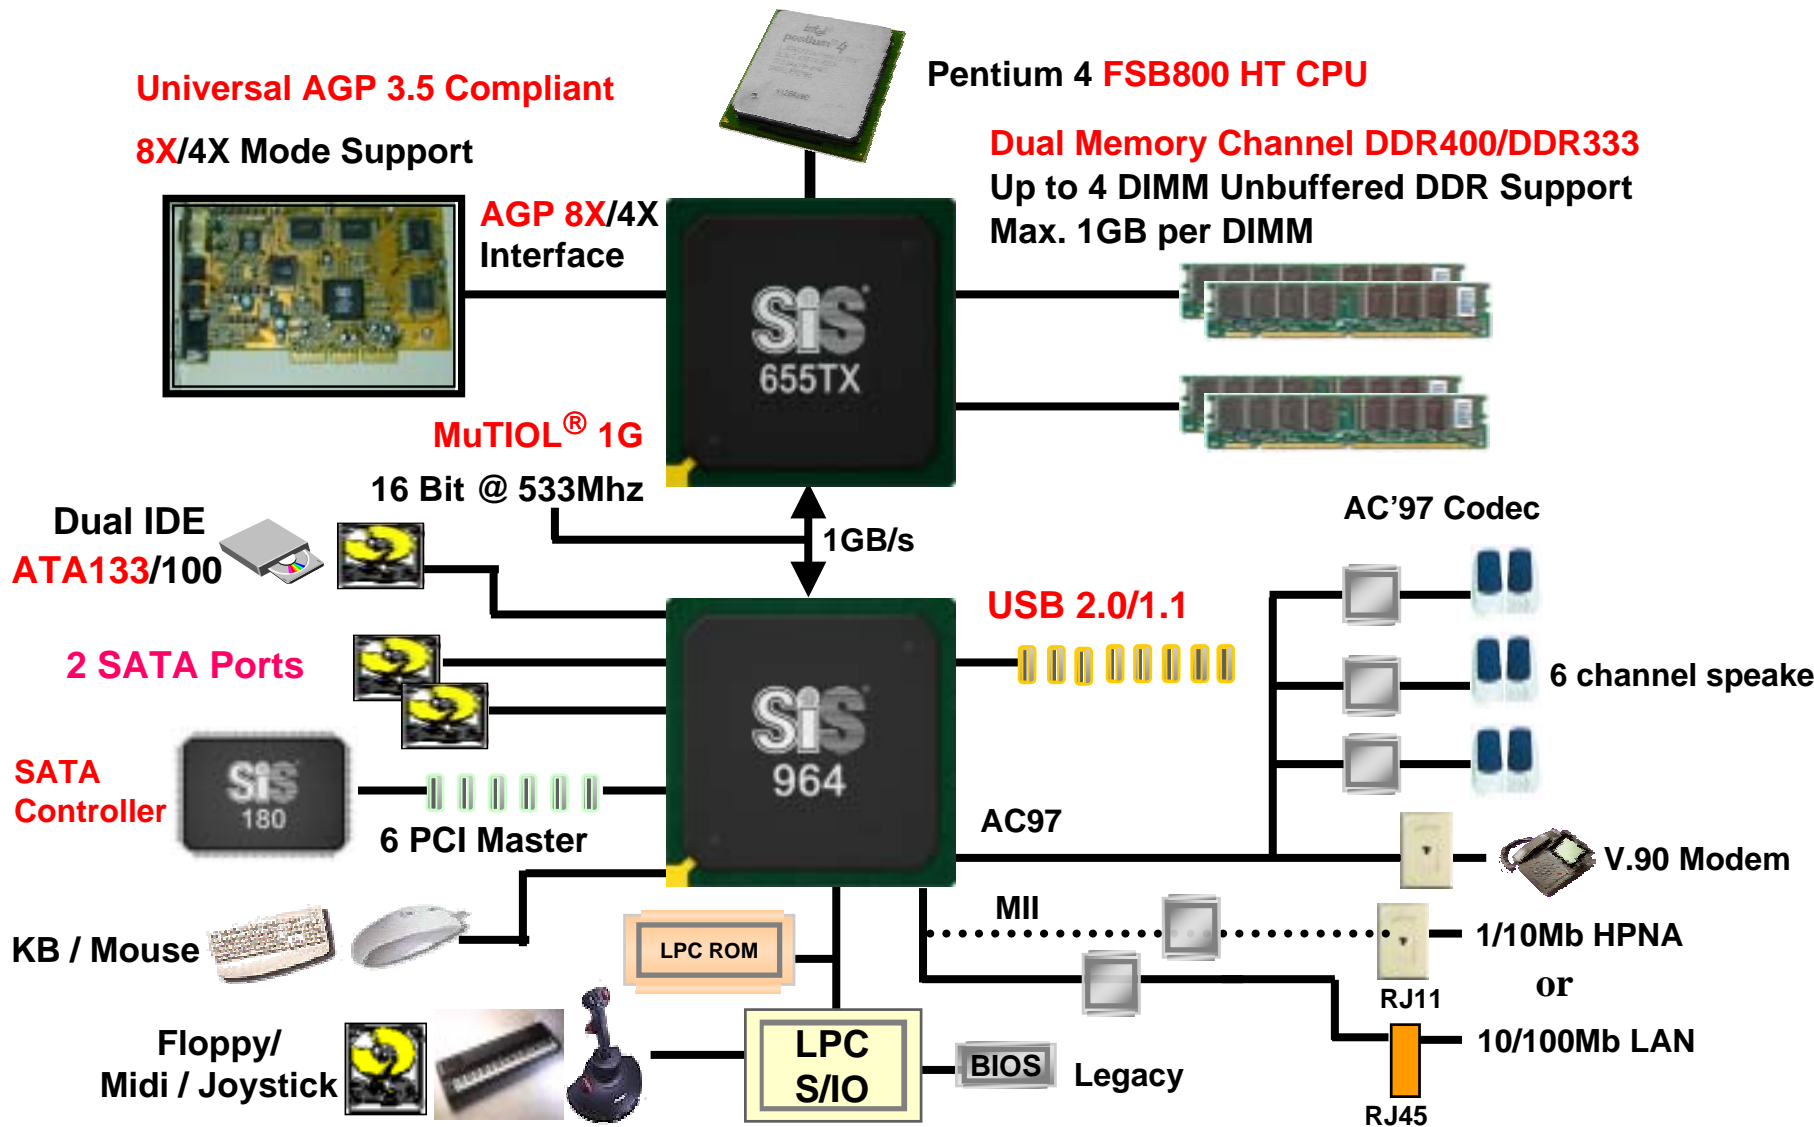 intel
pentium 4
Pentium 4 FSB800 HT CPU
Universal AGP 3.5 Compliant
8X/4X Mode Support
Dual Memory Channel DDR400/DDR333
Up to 4 DIMM Unbuffered DDR Support
Max. 1GB per DIMM
AGP 8X/4X
Interface
SiS
655TX
MuTIOL® 1G
16 Bit @ 533Mhz
1GB/s
Dual IDE
ATA133/100
AC’97 Codec
USB 2.0/1.1
2 SATA Ports
6 channel speake
SiS
964
SATA
Controller
SiS
180
6 PCI Master
AC97
V.90 Modem
KB / Mouse
LPC ROM
MII
1/10Mb HPNA
or
RJ11
10/100Mb LAN
RJ45
Floppy/
Midi / Joystick
LPC
S/IO
BIOS
Legacy